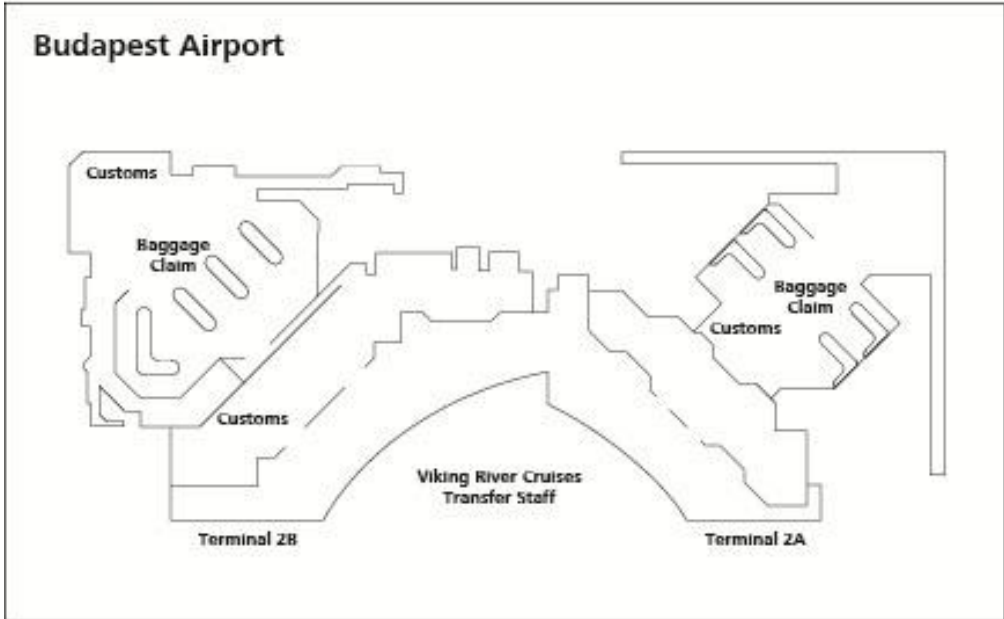 Budapest Airport
Customs
Baggage
Claim
Baggage
Claim
Customs
Customs
Viking River Cruises
Transfer Staff
Terminal 2B
Terminal 2A